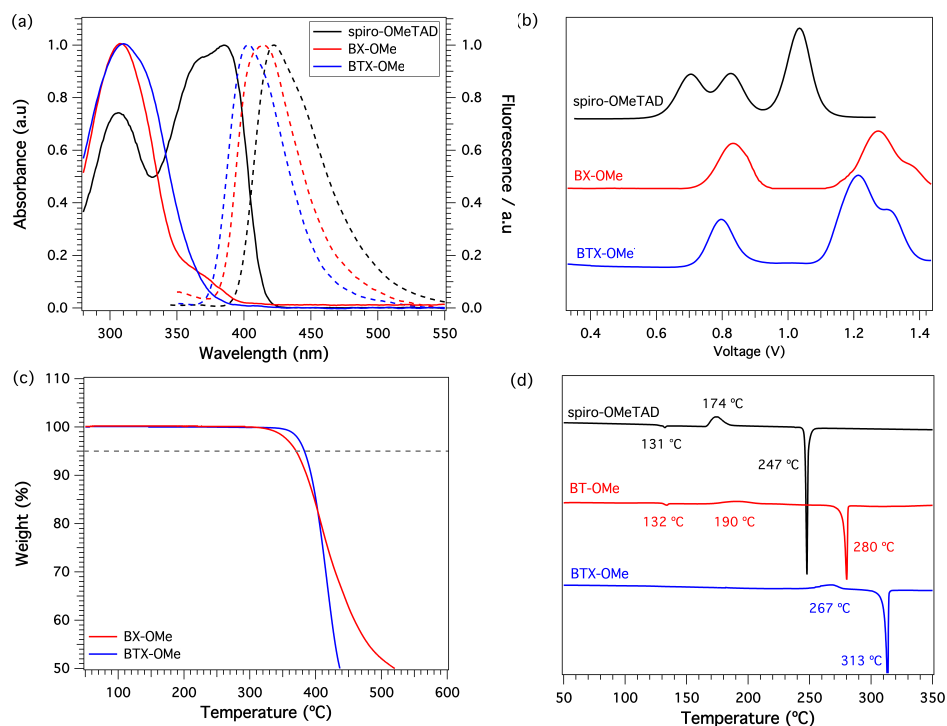 (a)
spiro-OMeTAD
BX-OMe
BTX-OMe
1.0
0.8
0.6
0.4
0.2
0.0
Absorbance (a.u)
1.0
0.8
0.6
0.4
0.2
0.0
Fluorescence / a.u
300 350 400 450 500 550
Wavelength (nm)
(b)
spiro-OMeTAD
BX-OMe
BTX-OMe
0.4 0.6 0.8 1.0 1.2 1.4
Voltage (V)
(c)
110
100
90
80
70
60
50
Weight (%)
BX-OMe
BTX-OMe
100 200 300 400 500 600
Temperature (ºC)
(d)
174 ºC
spiro-OMeTAD
131 ºC
247 ºC
BT-OMe
132 ºC 190 ºC
280 ºC
BTX-OMe
267 ºC
313 ºC
50 100 150 200 250 300 350
Temperature (ºC)